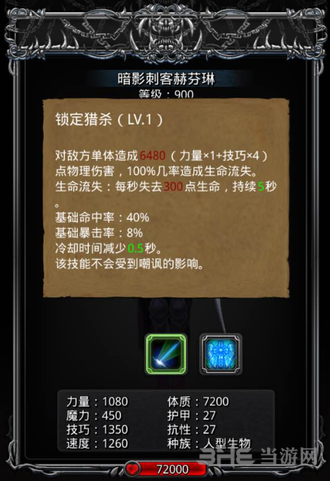 暗影刺客赫芬琳
等级：900
锁定猎杀（LV.1）
对敌方单体造成6480（力量×1+技巧×4）
点物理伤害，100%几率造成生命流失。
生命流失：每秒失去300点生命，持续5秒
。
基础命中率：40%
基础暴击率：8%
冷却时间减少0.5秒。
该技能不会受到嘲讽的影响。
力量：1080 体质：7200
魔力：450 护甲：27
技巧：1350 抗性：27
速度：1260 种族：人型生物
72000
3HE 当游网